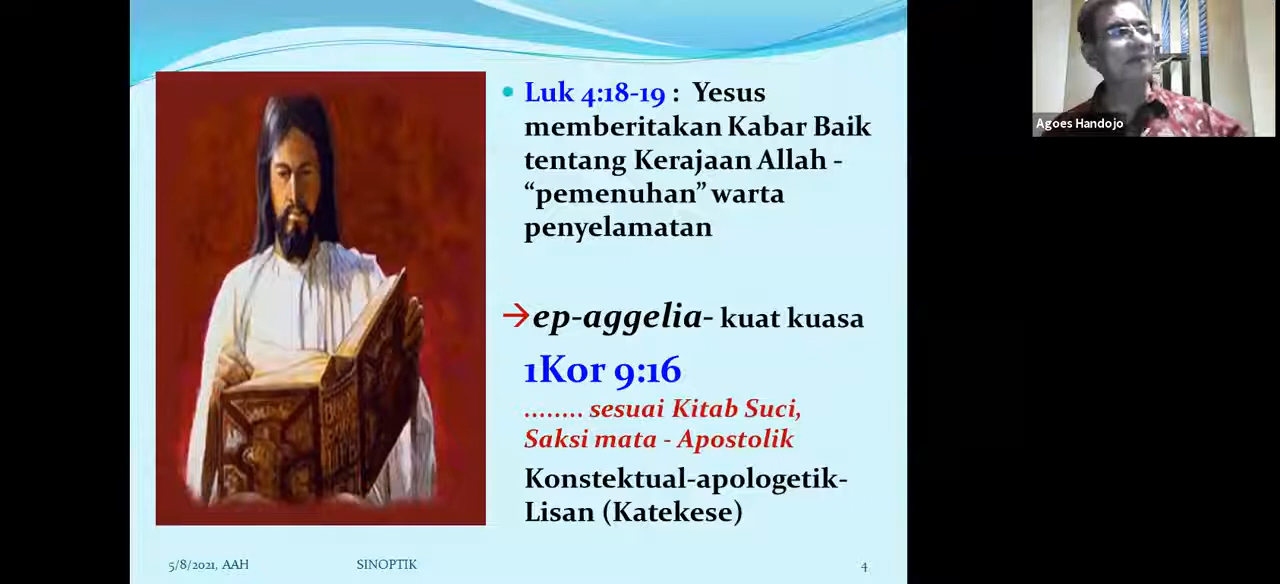 Luk 4:18-19 : Yesus
memberitakan Kabar Baik
tentang Kerajaan Allah -
“pemenuhan” warta
penyelamatan
→ep-aggelia- kuat kuasa
1Kor 9:16
........ sesuai Kitab Suci,
Saksi mata - Apostolik
Konstektual-apologetik-
Lisan (Katekese)
5/8/2021, AAH
SINOPTIK
4
Agoes Handojo